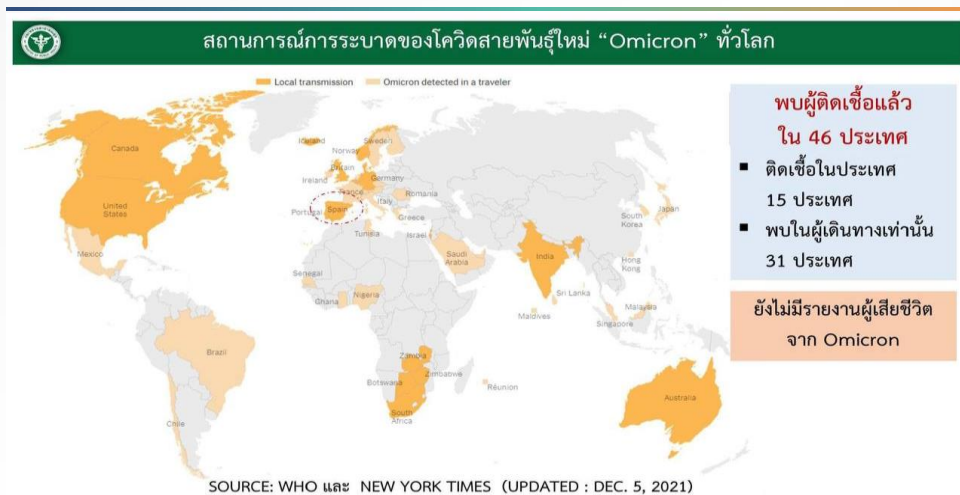 สถานการณ์การระบาดของโควิดสายพันธุ์ใหม่ “Omicron” ทั่วโลก
Local transmission
Omicron detected in a traveler
พบผู้ติดเชื้อแล้ว
ใน 46 ประเทศ
ติดเชื้อในประเทศ
15 ประเทศ
พบในผู้เดินทางเท่านั้น
31 ประเทศ
ยังไม่มีรายงานผู้เสียชีวิต
จาก Omicron
Canada
United
States
Mexico
Brazil
Chile
Iceland
Norway
Sweden
Britain
Ireland
Germany
France
Romania
Italy
Portugal
Spain
Greece
Tunisia
Israel
Saudi
Arabia
Senegal
Ghana
Nigeria
Zambia
Zimbabwe
Botswana
South
Africa
Réunion
Maldives
India
Sri Lanka
South
Korea
Japan
Hong
Kong
Malaysia
Singapore
Australia
SOURCE: WHO และ NEW YORK TIMES (UPDATED : DEC. 5, 2021)